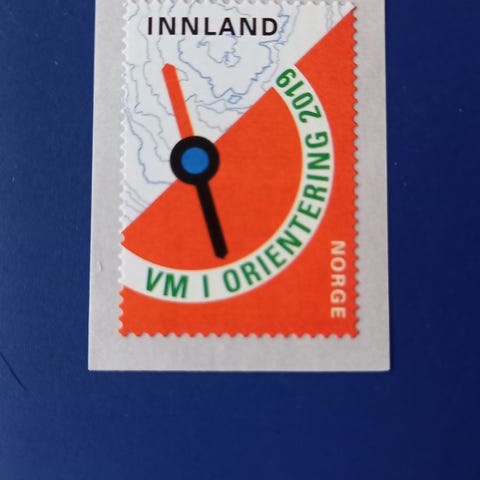 INNLAND
VM I ORIENTERING 2019
NORGE